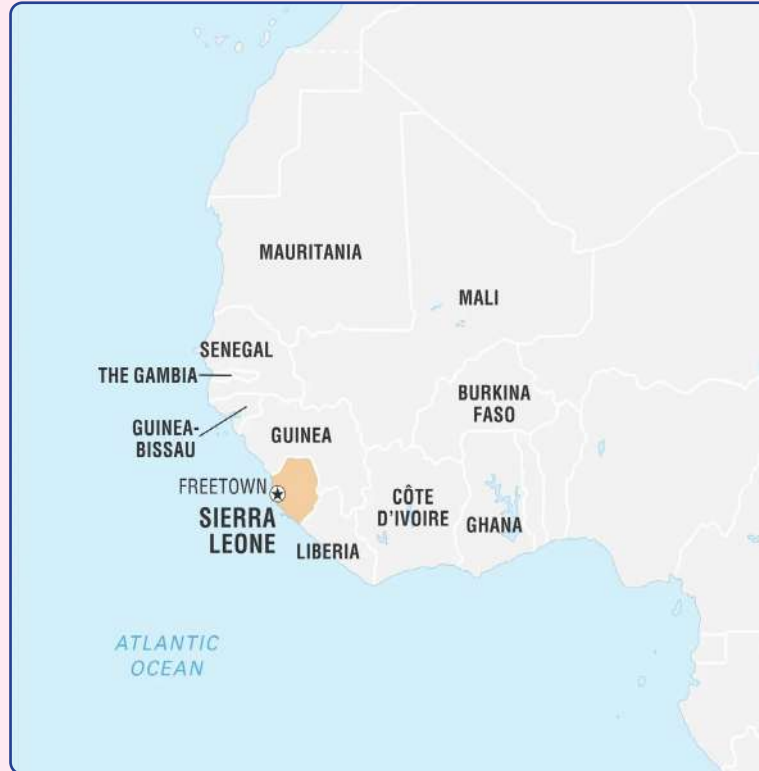 MAURITANIA
MALI
SENEGAL
THE GAMBIA
BURKINA
FASO
GUINEA-
BISSAU
GUINEA
FREETOWN
SIERRA
LEONE
CÔTE
D'IVOIRE
GHANA
LIBERIA
ATLANTIC
OCEAN